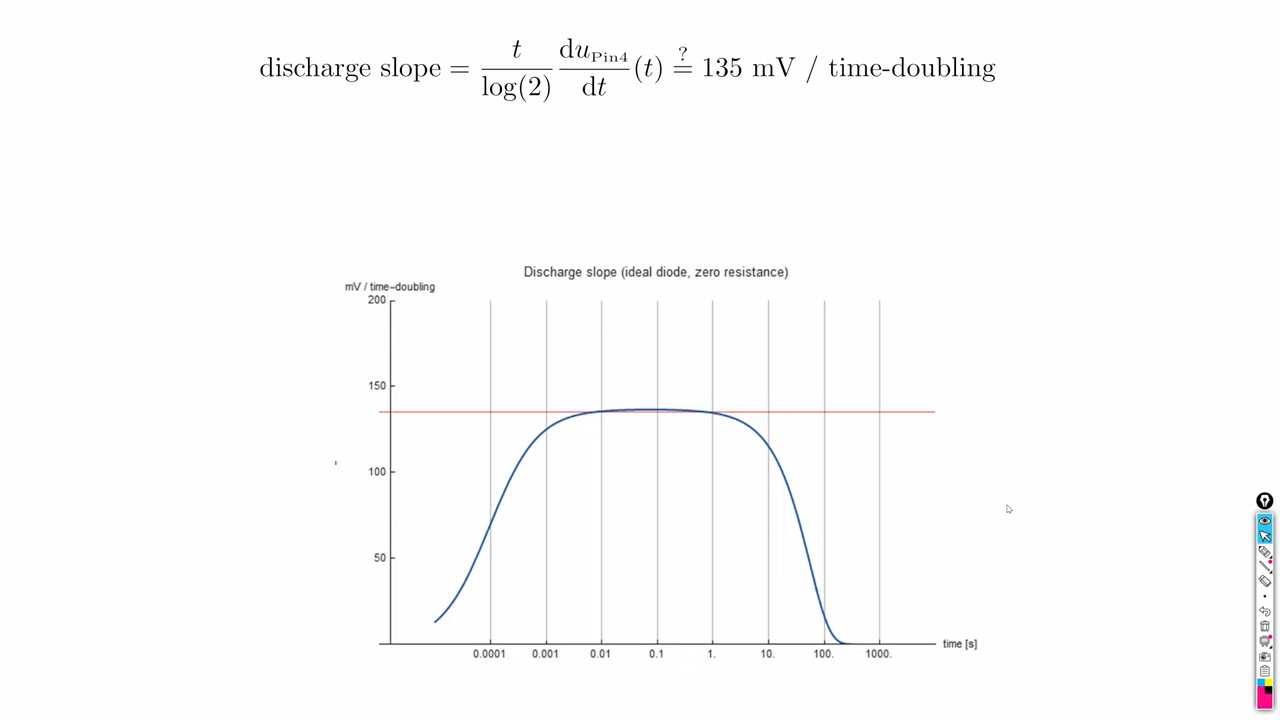 discharge slope = t/log(2) du_Pin4/dt (t) ≟ 135 mV / time-doubling
Discharge slope (ideal diode, zero resistance)
mV / time–doubling
200
150
100
50
0.0001 0.001 0.01 0.1 1. 10. 100. 1000.
time [s]